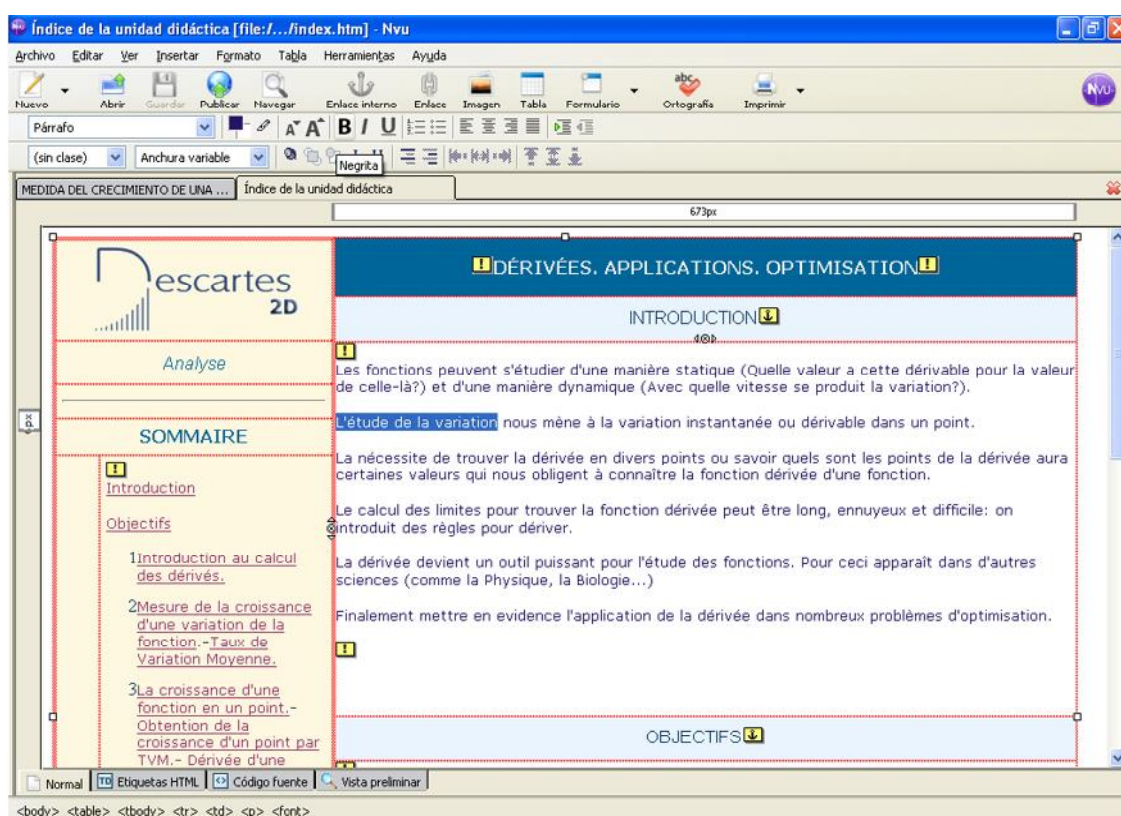 Índice de la unidad didáctica [file:/.../index.htm] - Nvu
Archivo Editar Ver Insertar Formato Tabla Herramientas Ayuda
Nuevo Abrir Guardar Publicar Navegar Enlace interno Enlace Imagen Tabla Formulario Ortografía Imprimir
Párrafo
(sin clase) Anchura variable
Negrita
MEDIDA DEL CRECIMIENTO DE UNA ... Índice de la unidad didáctica
673px
Descartes
2D
Analyse
SOMMAIRE
Introduction
Objectifs
1Introduction au calcul
des dérivés.
2Mesure de la croissance
d'une variation de la
fonction.-Taux de
Variation Moyenne.
3La croissance d'une
fonction en un point.-
Obtention de la
croissance d'un point par
TVM.- Dérivée d'une
DÉRIVÉES. APPLICATIONS. OPTIMISATION
INTRODUCTION
Les fonctions peuvent s'étudier d'une manière statique (Quelle valeur a cette dérivable pour la valeur
de celle-là?) et d'une manière dynamique (Avec quelle vitesse se produit la variation?).
L'étude de la variation nous mène à la variation instantanée ou dérivable dans un point.
La nécessite de trouver la dérivée en divers points ou savoir quels sont les points de la dérivée aura
certaines valeurs qui nous obligent à connaître la fonction dérivée d'une fonction.
Le calcul des limites pour trouver la fonction dérivée peut être long, ennuyeux et difficile: on
introduit des règles pour dériver.
La dérivée devient un outil puissant pour l'étude des fonctions. Pour ceci apparaît dans d'autres
sciences (comme la Physique, la Biologie...)
Finalement mettre en evidence l'application de la dérivée dans nombreux problèmes d'optimisation.
OBJECTIFS
Normal Etiquetas HTML Código fuente Vista preliminar
<body> <table> <tbody> <tr> <td> <p> <font>